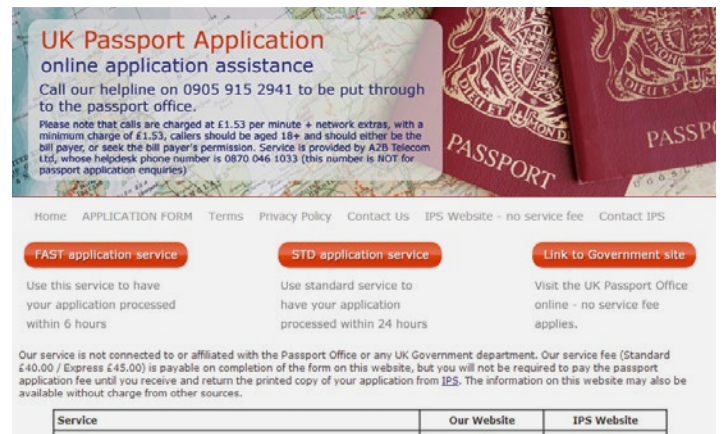 UK Passport Application
online application assistance
Call our helpline on 0905 915 2941 to be put through
to the passport office.
Please note that calls are charged at £1.53 per minute + network extras, with a
minimum charge of £1.53, callers should be aged 18+ and should either be the
bill payer, or seek the bill payer's permission. Service is provided by A2B Telecom
Ltd, whose helpdesk phone number is 0870 046 1033 (this number is NOT for
passport application enquiries)
DIEU ET MON D
DIEU ET
PASSPORT
PASSP
Home APPLICATION FORM Terms Privacy Policy Contact Us IPS Website - no service fee Contact IPS
FAST application service
Use this service to have
your application processed
within 6 hours
STD application service
Use standard service to
have your application
processed within 24 hours
Link to Government site
Visit the UK Passport Office
online - no service fee
applies.
Our service is not connected to or affiliated with the Passport Office or any UK Government department. Our service fee (Standard
£40.00 / Express £45.00) is payable on completion of the form on this website, but you will not be required to pay the passport
application fee until you receive and return the printed copy of your application from IPS. The information on this website may also be
available without charge from other sources.
Service Our Website IPS Website